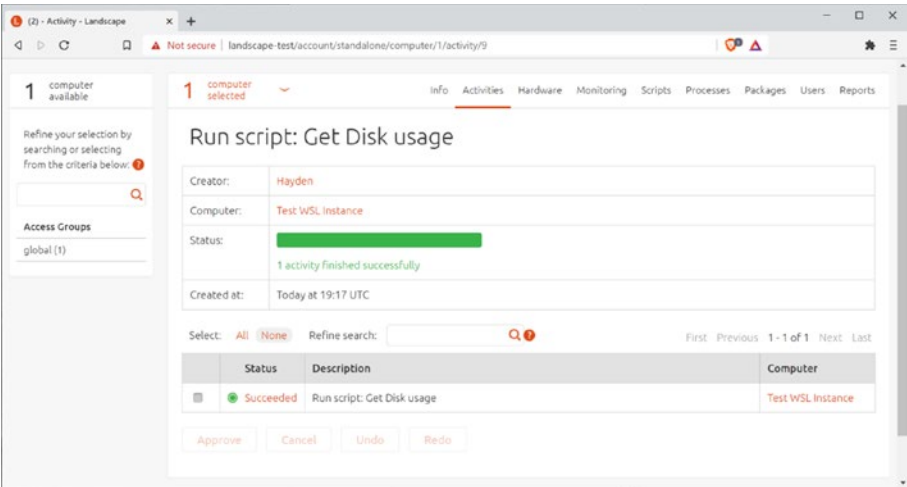 (2) - Activity - Landscape
Not secure landscape-test/account/standalone/computer/1/activity/9
1 computer available
Refine your selection by
searching or selecting
from the criteria below: ?
Access Groups
global (1)
1 computer selected
Info Activities Hardware Monitoring Scripts Processes Packages Users Reports
Run script: Get Disk usage
Creator: Hayden
Computer: Test WSL Instance
Status:
1 activity finished successfully
Created at: Today at 19:17 UTC
Select: All None Refine search: ? First Previous 1 - 1 of 1 Next Last
Status Description Computer
Succeeded Run script: Get Disk usage Test WSL Instance
Approve Cancel Undo Redo